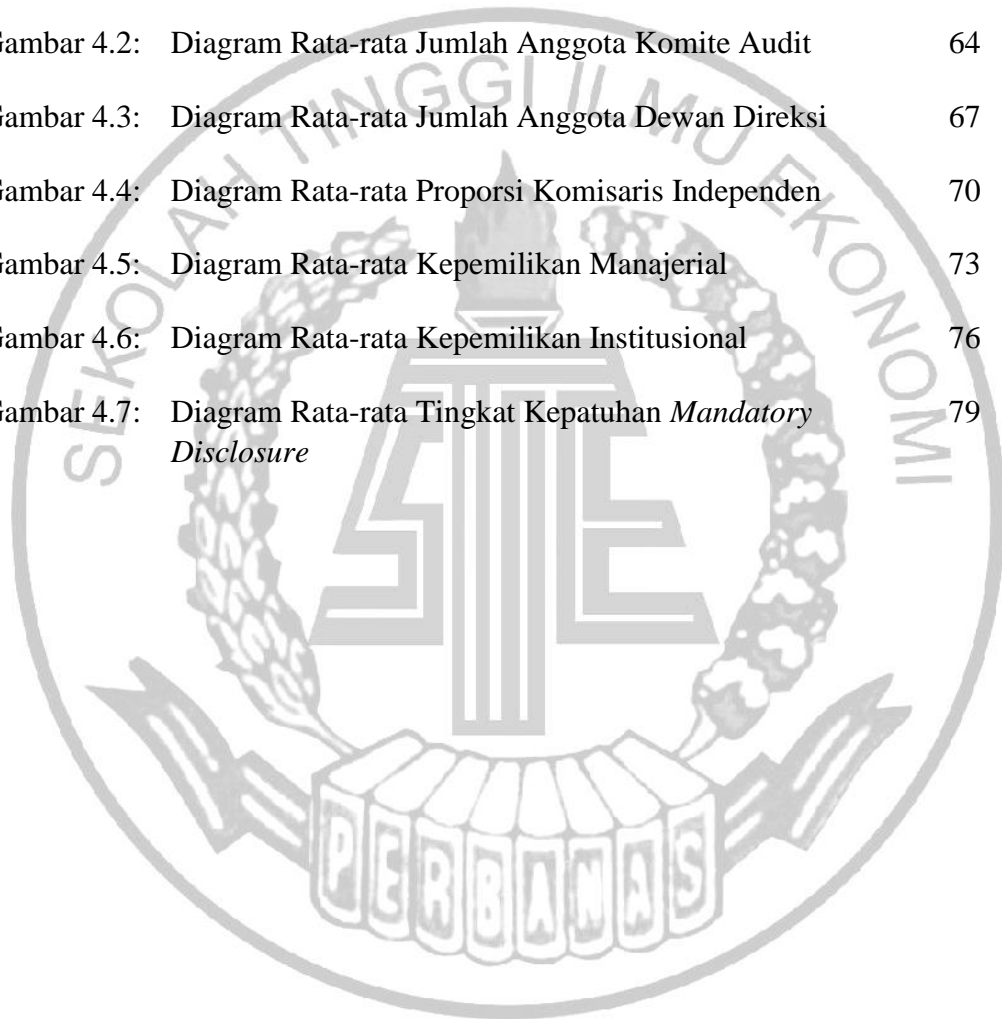 Gambar 4.2: Diagram Rata-rata Jumlah Anggota Komite Audit 64
Gambar 4.3: Diagram Rata-rata Jumlah Anggota Dewan Direksi 67
Gambar 4.4: Diagram Rata-rata Proporsi Komisaris Independen 70
Gambar 4.5: Diagram Rata-rata Kepemilikan Manajerial 73
Gambar 4.6: Diagram Rata-rata Kepemilikan Institusional 76
Gambar 4.7: Diagram Rata-rata Tingkat Kepatuhan Mandatory 79
Disclosure
SEKOLAH TINGGI ILMU EKONOMI
STIE
PERBANAS